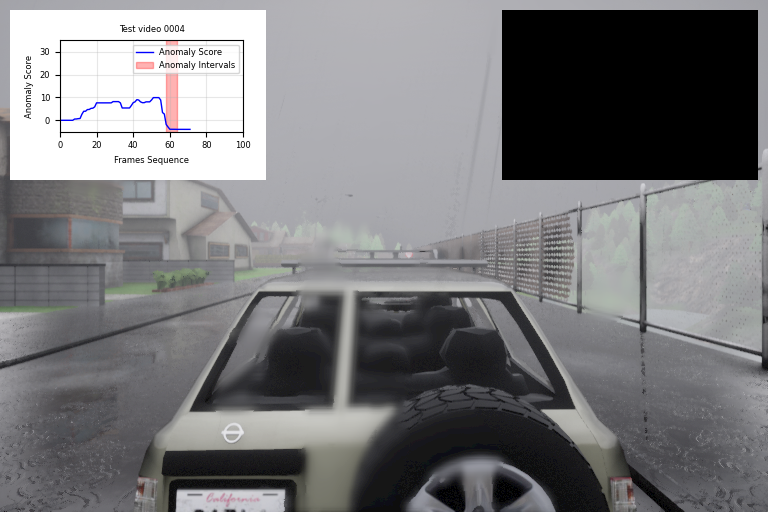 Test video 0004
Anomaly Score
30
20
10
0
Anomaly Score
Anomaly Intervals
0 20 40 60 80 100
Frames Sequence
California